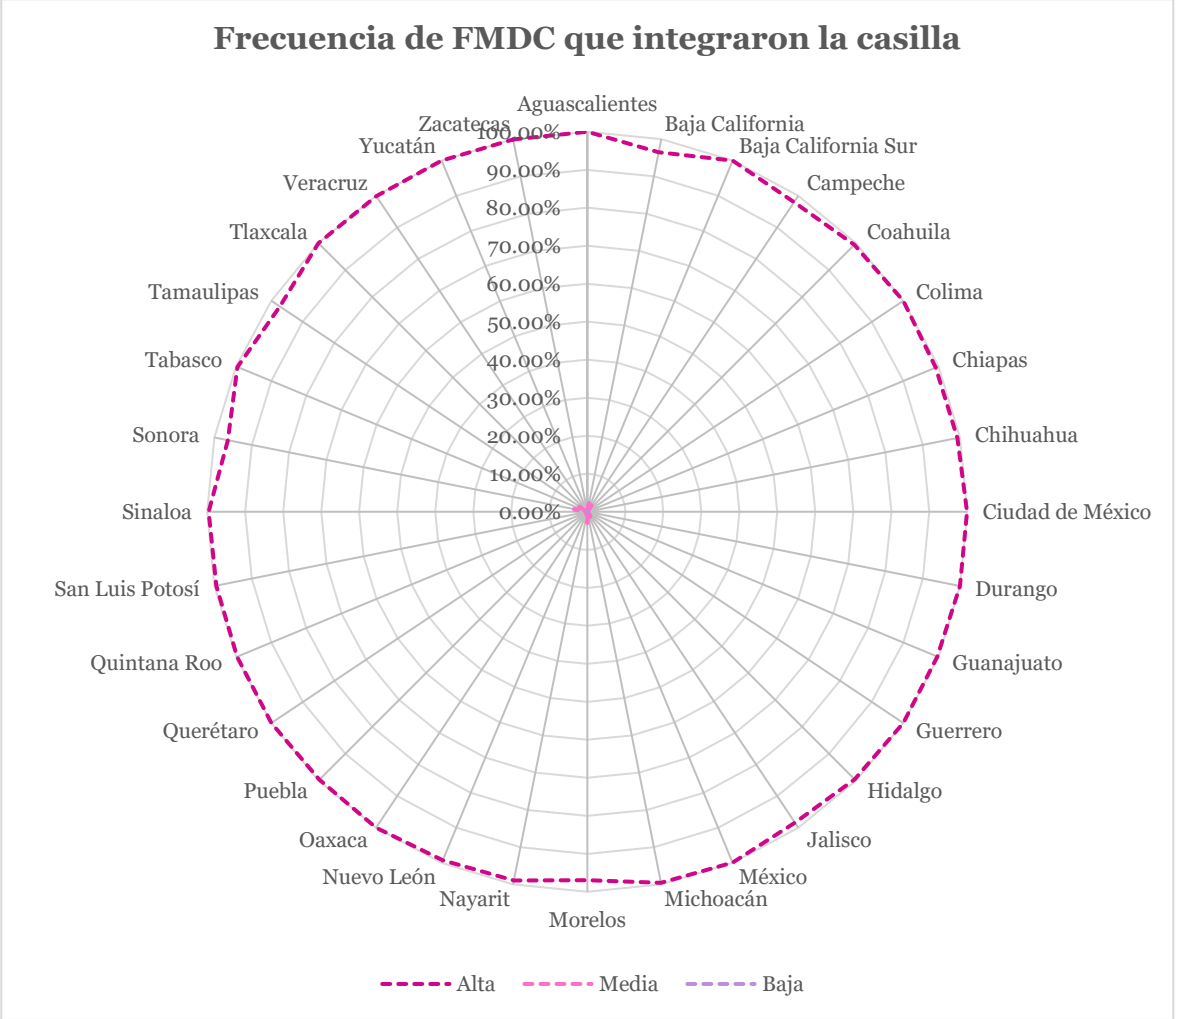 Frecuencia de FMDC que integraron la casilla
Aguascalientes
Baja California
Baja California Sur
Campeche
Coahuila
Colima
Chiapas
Chihuahua
Ciudad de México
Durango
Guanajuato
Guerrero
Hidalgo
Jalisco
México
Michoacán
Morelos
Nayarit
Nuevo León
Oaxaca
Puebla
Querétaro
Quintana Roo
San Luis Potosí
Sinaloa
Sonora
Tabasco
Tamaulipas
Tlaxcala
Veracruz
Yucatán
Zacatecas
100.00%
90.00%
80.00%
70.00%
60.00%
50.00%
40.00%
30.00%
20.00%
10.00%
0.00%
Alta Media Baja